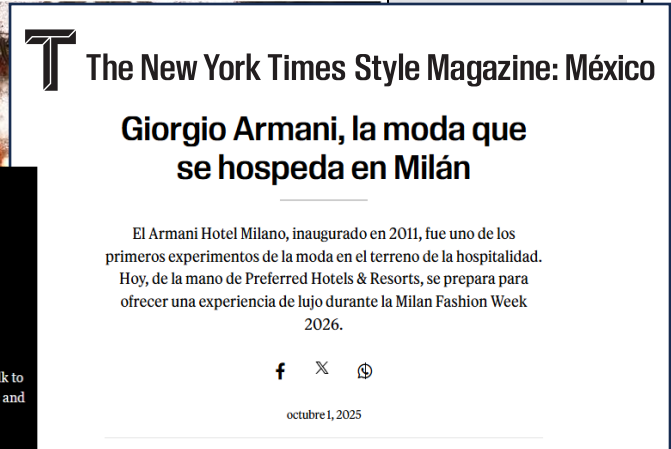 T The New York Times Style Magazine: México
Giorgio Armani, la moda que
se hospeda en Milán
El Armani Hotel Milano, inaugurado en 2011, fue uno de los
primeros experimentos de la moda en el terreno de la hospitalidad.
Hoy, de la mano de Preferred Hotels & Resorts, se prepara para
ofrecer una experiencia de lujo durante la Milan Fashion Week
2026.
to
and
octubre 1, 2025